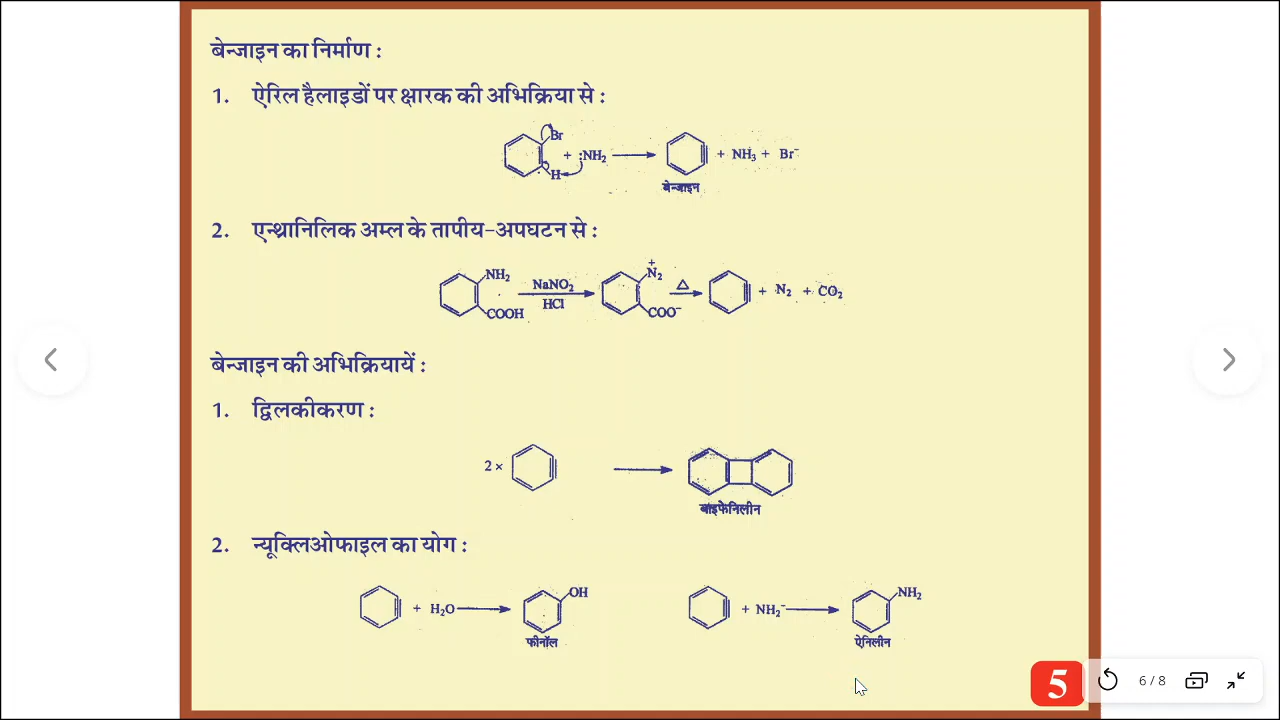 बेन्जाइन का निर्माण :
1. ऐरिल हैलाइडों पर क्षारक की अभिक्रिया से :
Br
+ :NH₂ ⟶ + NH₃ + Br⁻
H
बेन्जाइन
2. एन्थ्रानिलिक अम्ल के तापीय-अपघटन से :
NH₂ NaNO₂ N₂⁺ △ + N₂ + CO₂
COOH HCl COO⁻
बेन्जाइन की अभिक्रियायें :
1. द्विलकीकरण :
2 ×
बाइफेनिलीन
2. न्यूक्लिओफाइल का योग :
+ H₂O ⟶ OH + NH₂⁻ ⟶ NH₂
फीनॉल ऐनिलीन
5 6 / 8